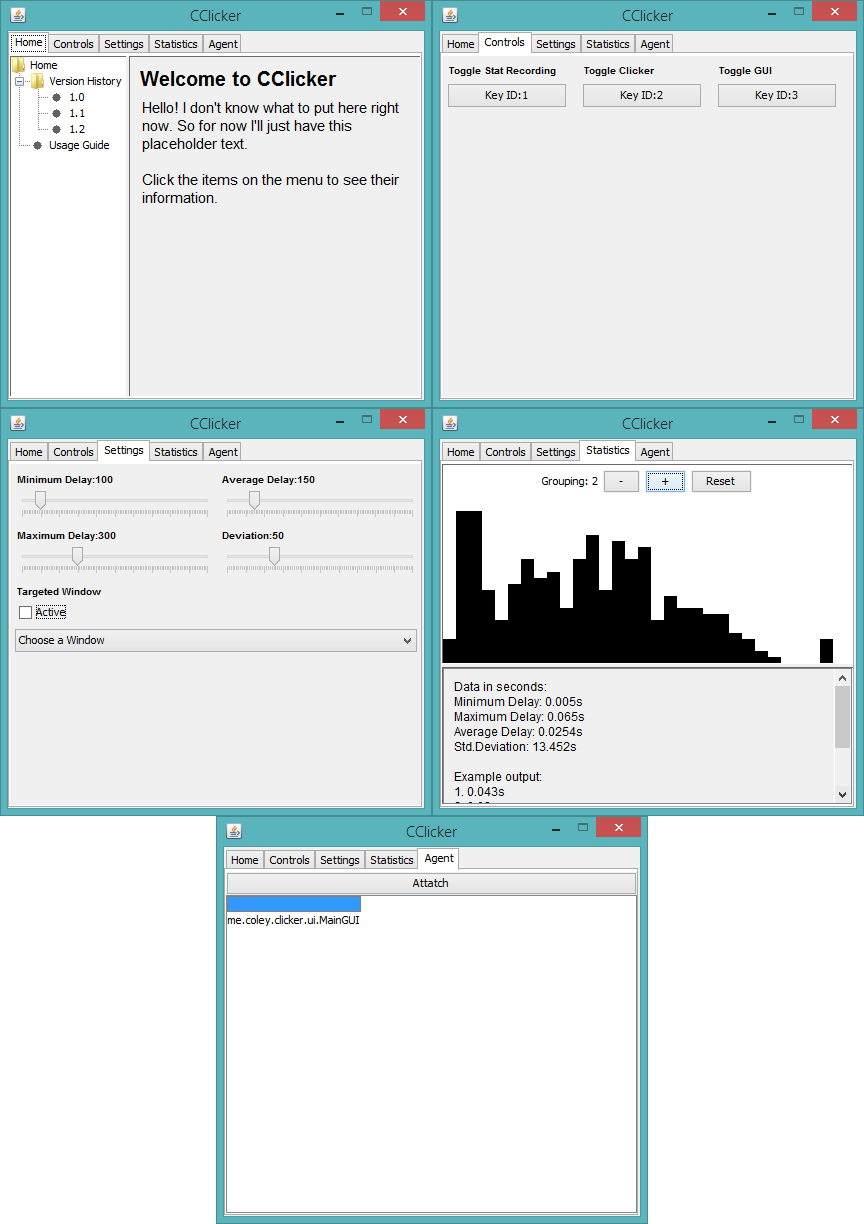 CClicker
Home Controls Settings Statistics Agent
Home
Version History
1.0
1.1
1.2
Usage Guide
Welcome to CClicker
Hello! I don't know what to put here right
now. So for now I'll just have this
placeholder text.
Click the items on the menu to see their
information.
CClicker
Home Controls Settings Statistics Agent
Toggle Stat Recording Toggle Clicker Toggle GUI
Key ID:1 Key ID:2 Key ID:3
CClicker
Home Controls Settings Statistics Agent
Minimum Delay:100 Average Delay:150
Maximum Delay:300 Deviation:50
Targeted Window
Active
Choose a Window
CClicker
Home Controls Settings Statistics Agent
Grouping: 2 - + Reset
Data in seconds:
Minimum Delay: 0.005s
Maximum Delay: 0.065s
Average Delay: 0.0254s
Std.Deviation: 13.452s
Example output:
1. 0.043s
CClicker
Home Controls Settings Statistics Agent
Attatch
me.coley.clicker.ui.MainGUI